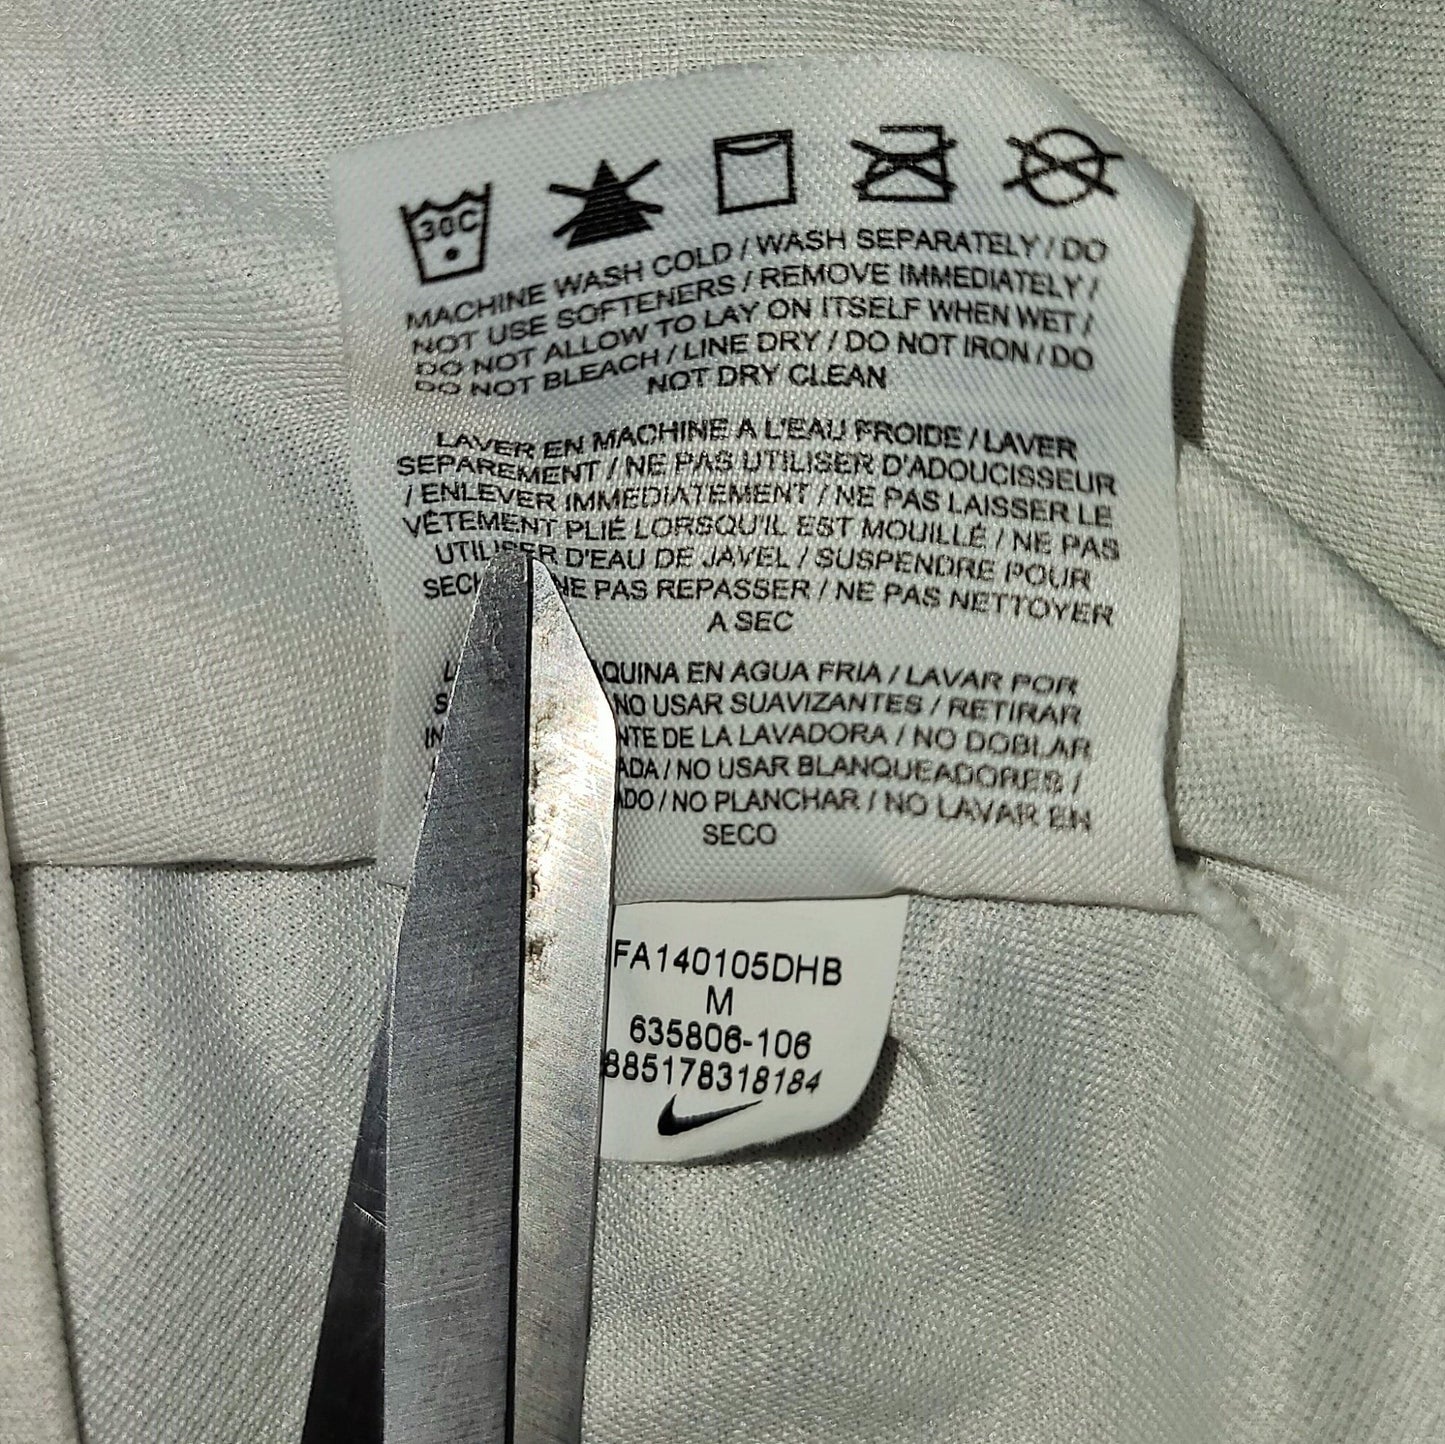 30C
MACHINE WASH COLD / WASH SEPARATELY / DO
NOT USE SOFTENERS / REMOVE IMMEDIATELY /
DO NOT ALLOW TO LAY ON ITSELF WHEN WET /
DO NOT BLEACH / LINE DRY / DO NOT IRON / DO
NOT DRY CLEAN
LAVER EN MACHINE A L'EAU FROIDE / LAVER
SEPAREMENT / NE PAS UTILISER D'ADOUCISSEUR
/ ENLEVER IMMEDIATEMENT / NE PAS LAISSER LE
VÊTEMENT PLIÉ LORSQU'IL EST MOUILLÉ / NE PAS
UTILISER D'EAU DE JAVEL / SUSPENDRE POUR
NE PAS REPASSER / NE PAS NETTOYER
A SEC
EN AGUA FRIA / LAVAR POR
NO USAR SUAVIZANTES / RETIRAR
DE LA LAVADORA / NO DOBLAR
/ NO USAR BLANQUEADORES /
/ NO PLANCHAR / NO LAVAR EN
SECO
FA140105DHB
M
635806-106
885178318184